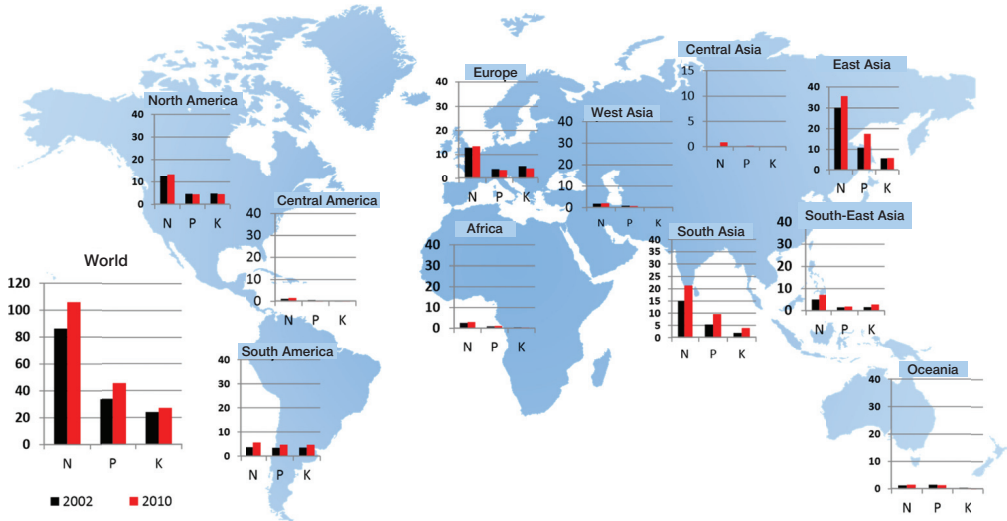 North America
40
30
20
10
0
N P K
Central America
40
30
20
10
0
N P K
World
120
100
80
60
40
20
0
N P K
2002 2010
South America
40
30
20
10
0
N P K
Europe
40
30
20
10
0
N P K
West Asia
40
30
20
10
0
N P K
Africa
40
30
20
10
0
N P K
Central Asia
15
10
5
0
N P K
East Asia
40
30
20
10
0
N P K
South Asia
40
35
30
25
20
15
10
5
0
N P K
South-East Asia
40
30
20
10
0
N P K
Oceania
40
30
20
10
0
N P K